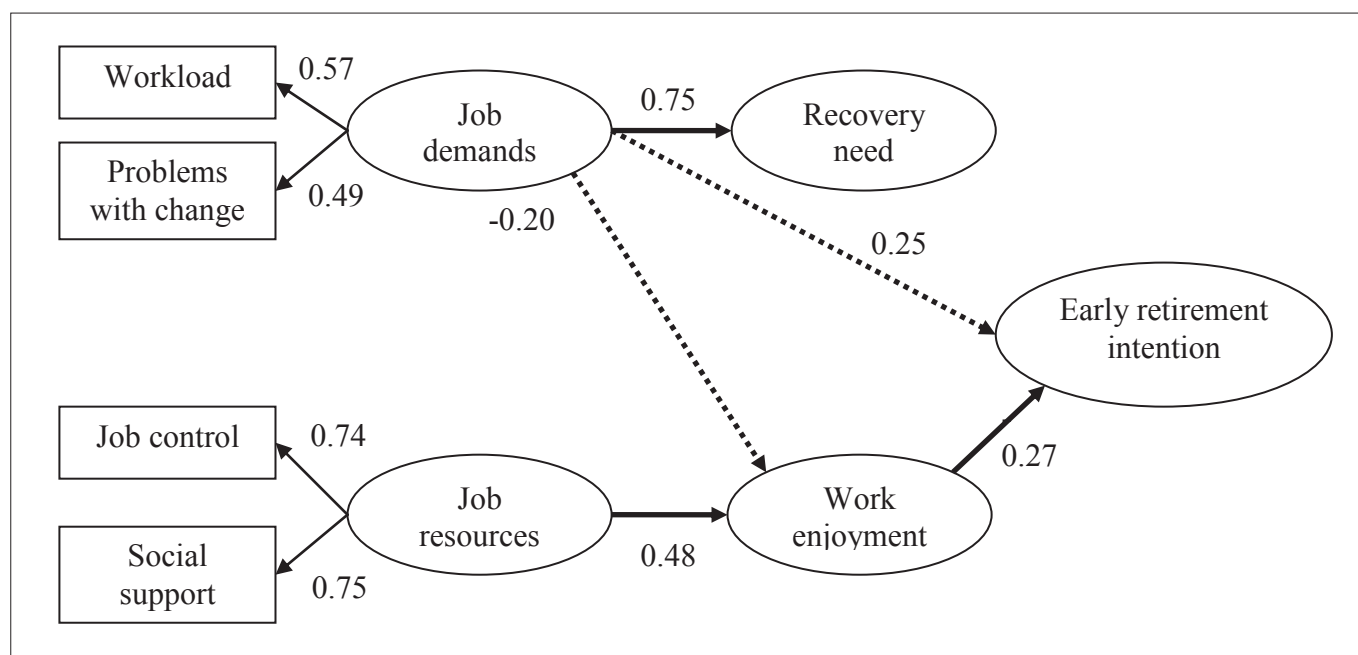 Workload
0.57
Job
demands
0.75
Recovery
need
Problems
with change
0.49
-0.20
0.25
Early retirement
intention
Job control
0.74
Job
resources
0.48
Work
enjoyment
0.27
Social
support
0.75